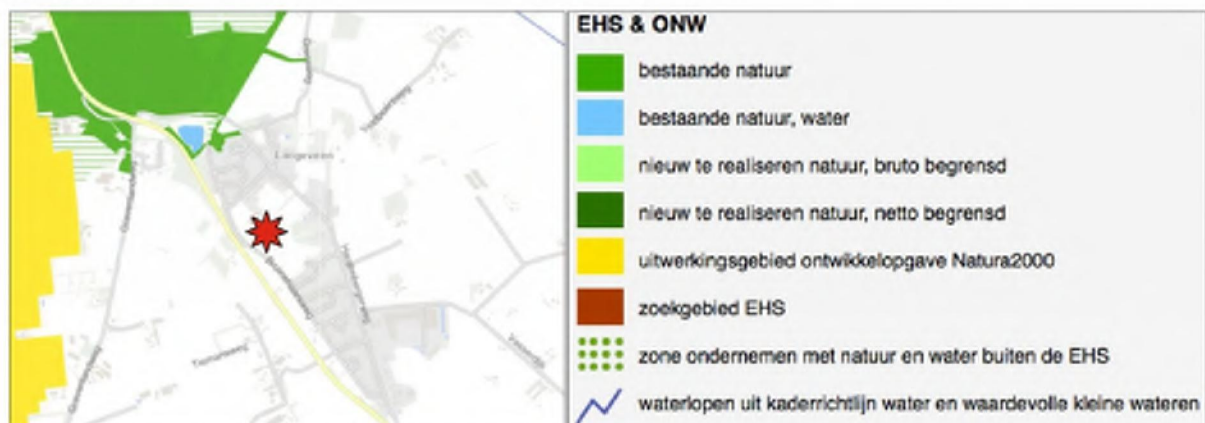 EHS & ONW
bestaande natuur
bestaande natuur, water
nieuw te realiseren natuur, bruto begrensd
nieuw te realiseren natuur, netto begrensd
uitwerkingsgebied ontwikkelopgave Natura2000
zoekgebied EHS
zone ondernemen met natuur en water buiten de EHS
waterlopen uit kaderrichtlijn water en waardevolle kleine wateren
Langeveen